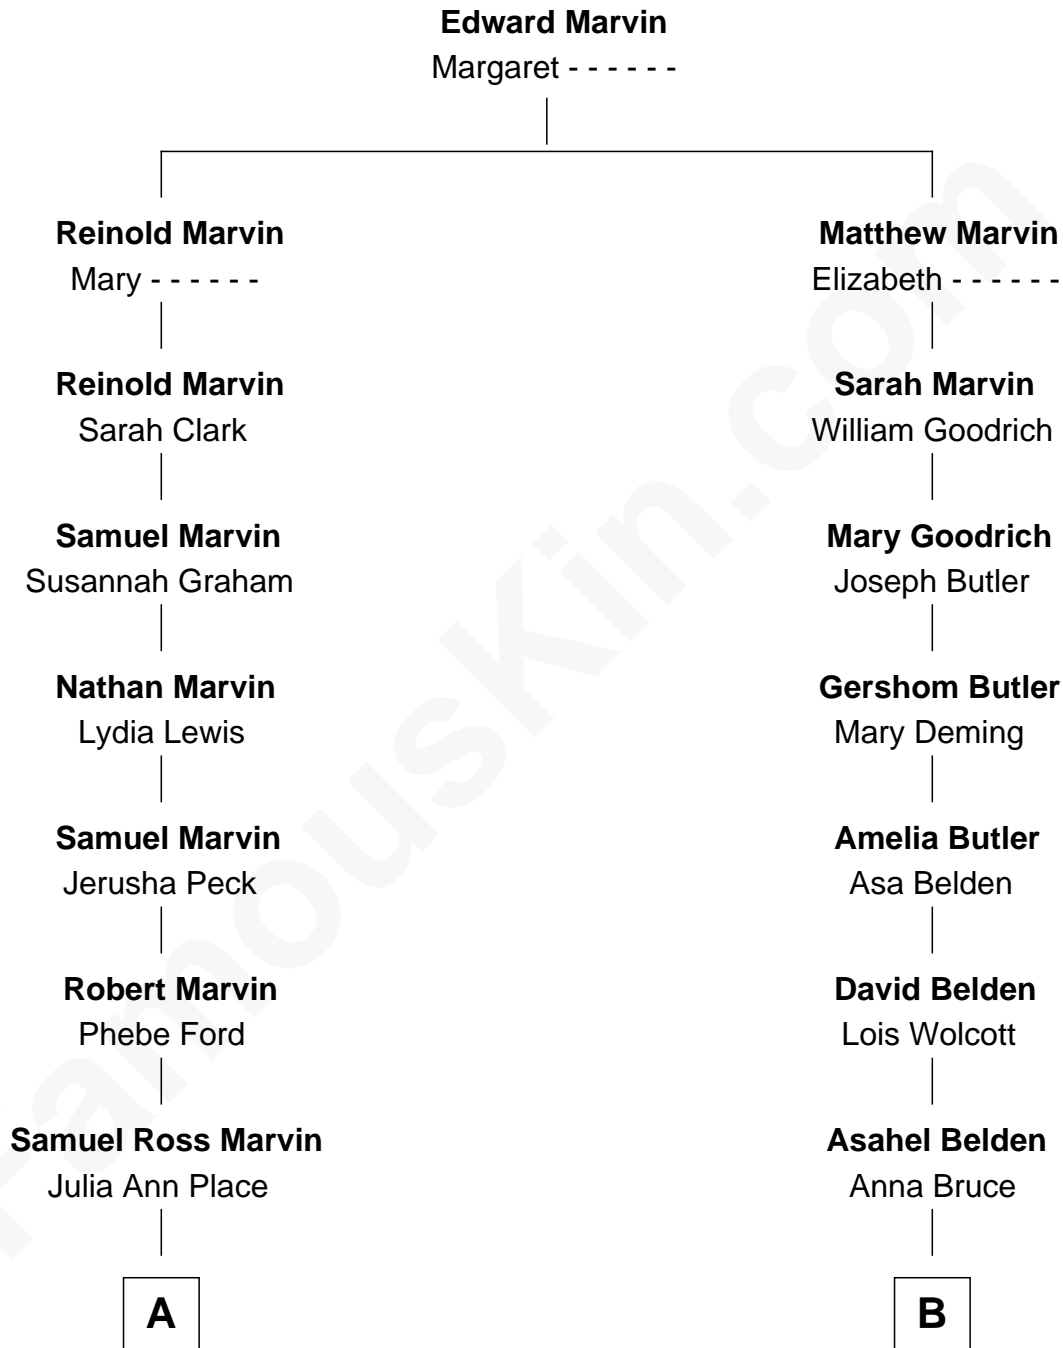 Edward Marvin
Margaret - - - - - -
Reinold Marvin
Mary - - - - - -
Matthew Marvin
Elizabeth - - - - - -
Reinold Marvin
Sarah Clark
Sarah Marvin
William Goodrich
Samuel Marvin
Susannah Graham
Mary Goodrich
Joseph Butler
Nathan Marvin
Lydia Lewis
Gershom Butler
Mary Deming
Samuel Marvin
Jerusha Peck
Amelia Butler
Asa Belden
Robert Marvin
Phebe Ford
David Belden
Lois Wolcott
Samuel Ross Marvin
Julia Ann Place
Asahel Belden
Anna Bruce
A
B
FamousKin.com